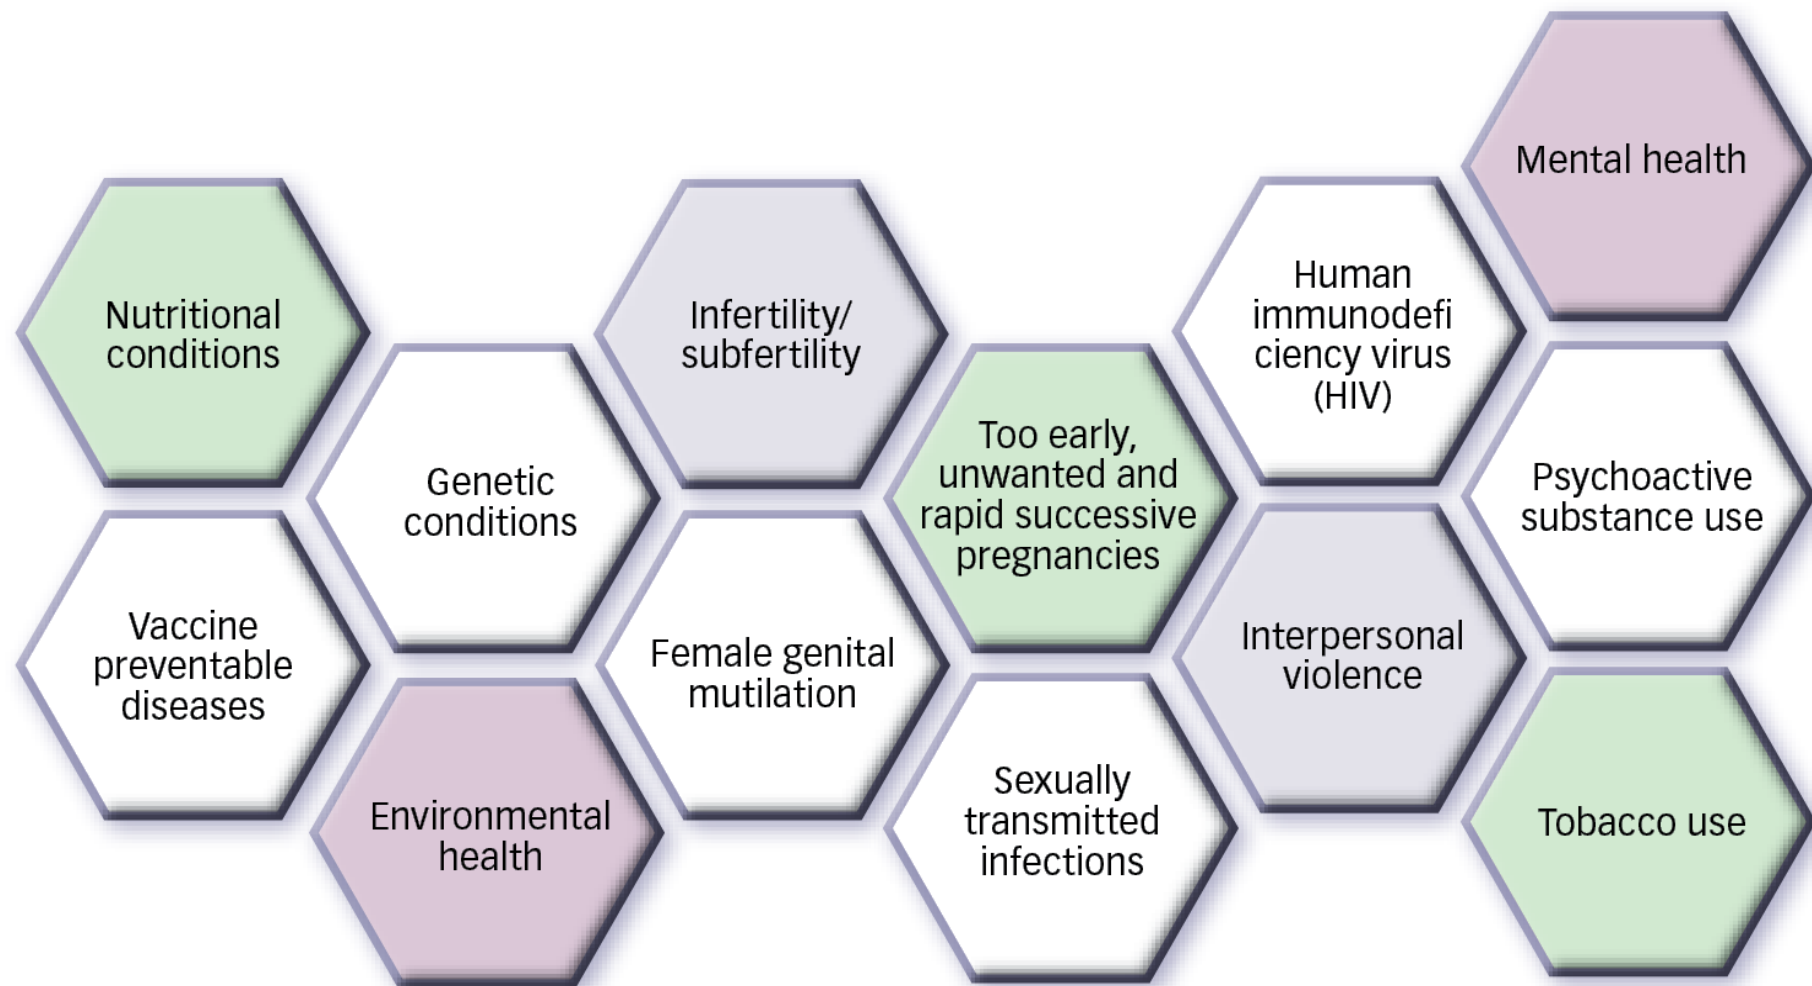 Mental health
Nutritional
conditions
Infertility/
subfertility
Human
immunodefi
ciency virus
(HIV)
Genetic
conditions
Too early,
unwanted and
rapid successive
pregnancies
Psychoactive
substance use
Vaccine
preventable
diseases
Female genital
mutilation
Interpersonal
violence
Environmental
health
Sexually
transmitted
infections
Tobacco use